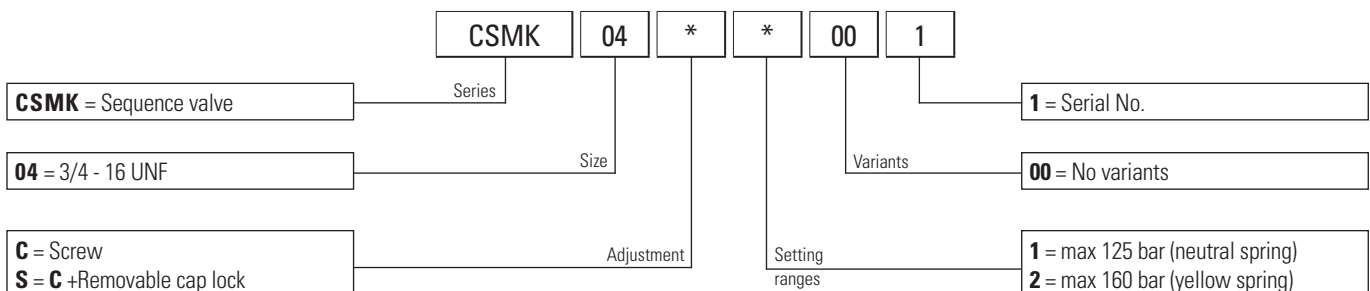 CSMK 04 * * 00 1
Series
CSMK = Sequence valve
1 = Serial No.
Size
Variants
04 = 3/4 - 16 UNF
00 = No variants
C = Screw
Adjustment
Setting
1 = max 125 bar (neutral spring)
S = C +Removable cap lock
ranges
2 = max 160 bar (yellow spring)